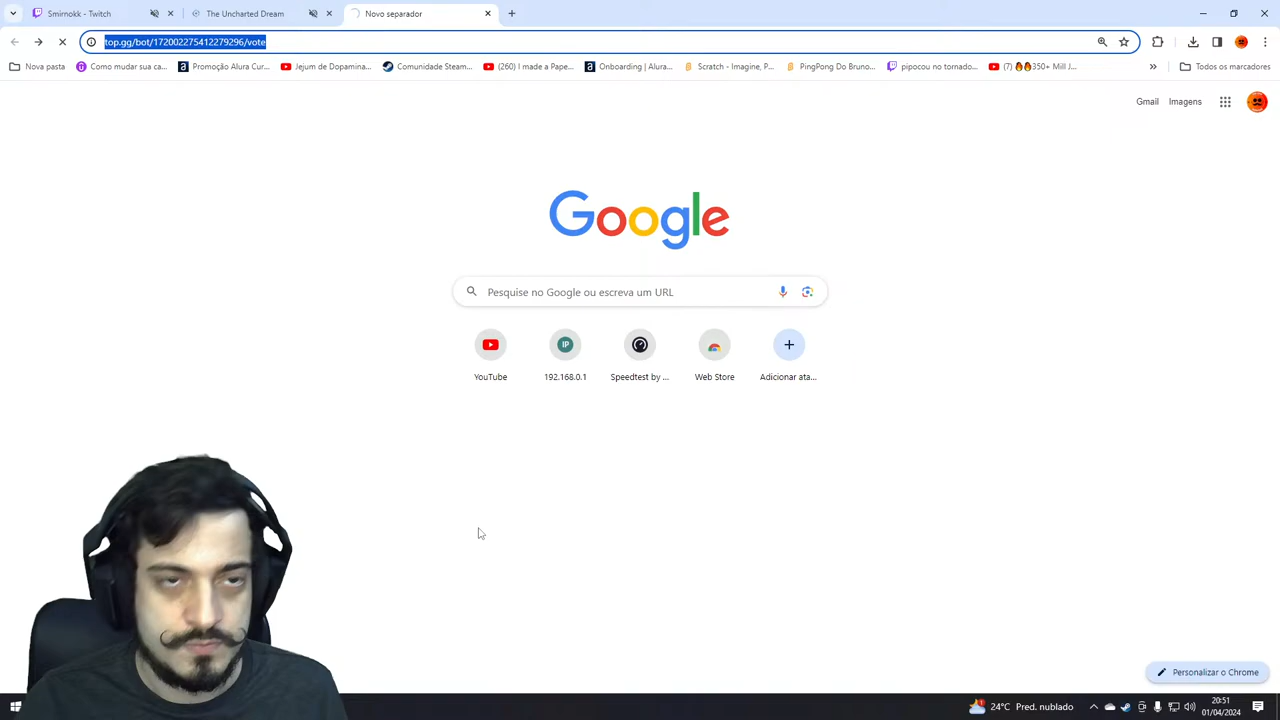 Smirnokk - Twitch
The Uncharted Dream
Novo separador
top.gg/bot/172002275412279296/vote
Nova pasta
Como mudar sua ca...
Promoção Alura Cur...
Jejum de Dopamina...
Comunidade Steam...
(260) I made a Pape...
Onboarding | Alura...
Scratch - Imagine, P...
PingPong Do Bruno...
pipocou no tornado...
(7) 🔥🔥350+ Mill J...
Todos os marcadores
Gmail
Imagens
Google
Pesquise no Google ou escreva um URL
IP
YouTube
192.168.0.1
Speedtest by ...
Web Store
Adicionar ata...
Personalizar o Chrome
24°C Pred. nublado
20:51
01/04/2024